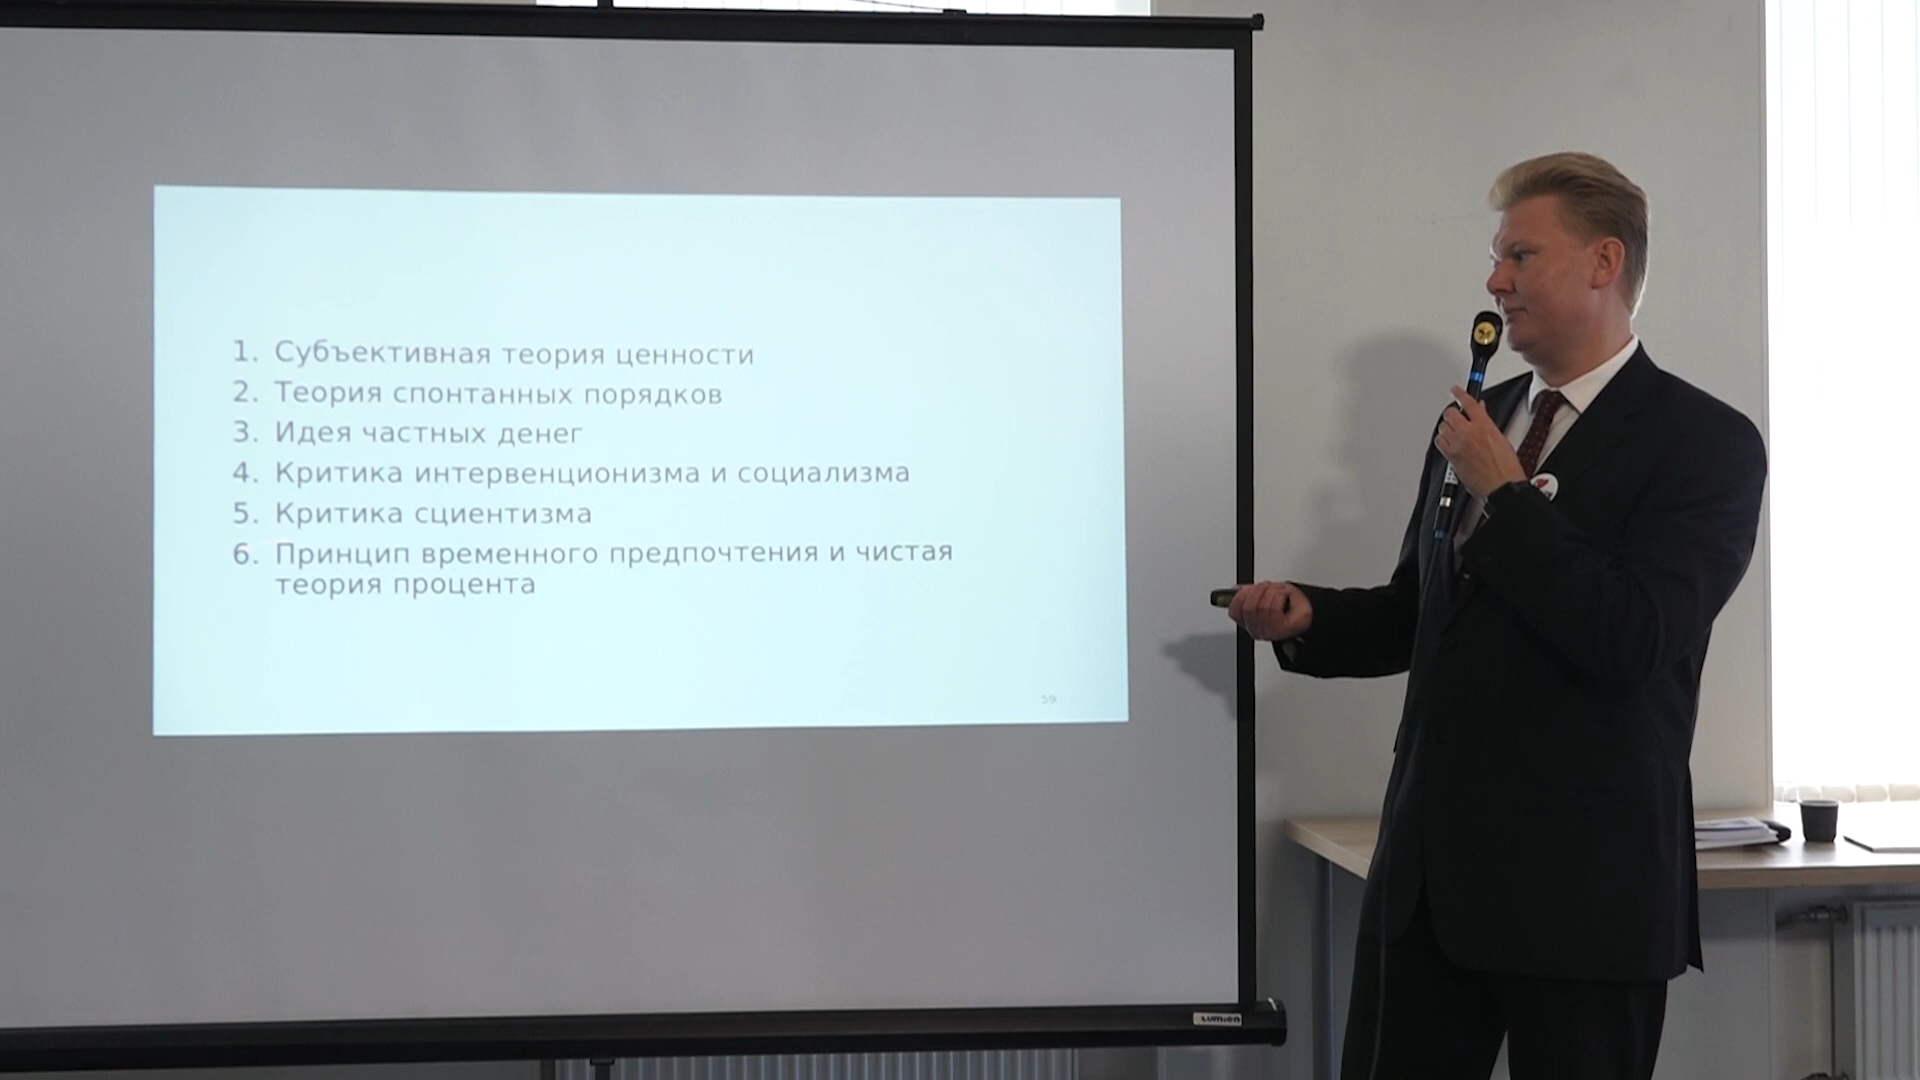 1. Субъективная теория ценности
2. Теория спонтанных порядков
3. Идея частных денег
4. Критика интервенционизма и социализма
5. Критика сциентизма
6. Принцип временного предпочтения и чистая
теория процента
59
Lumien